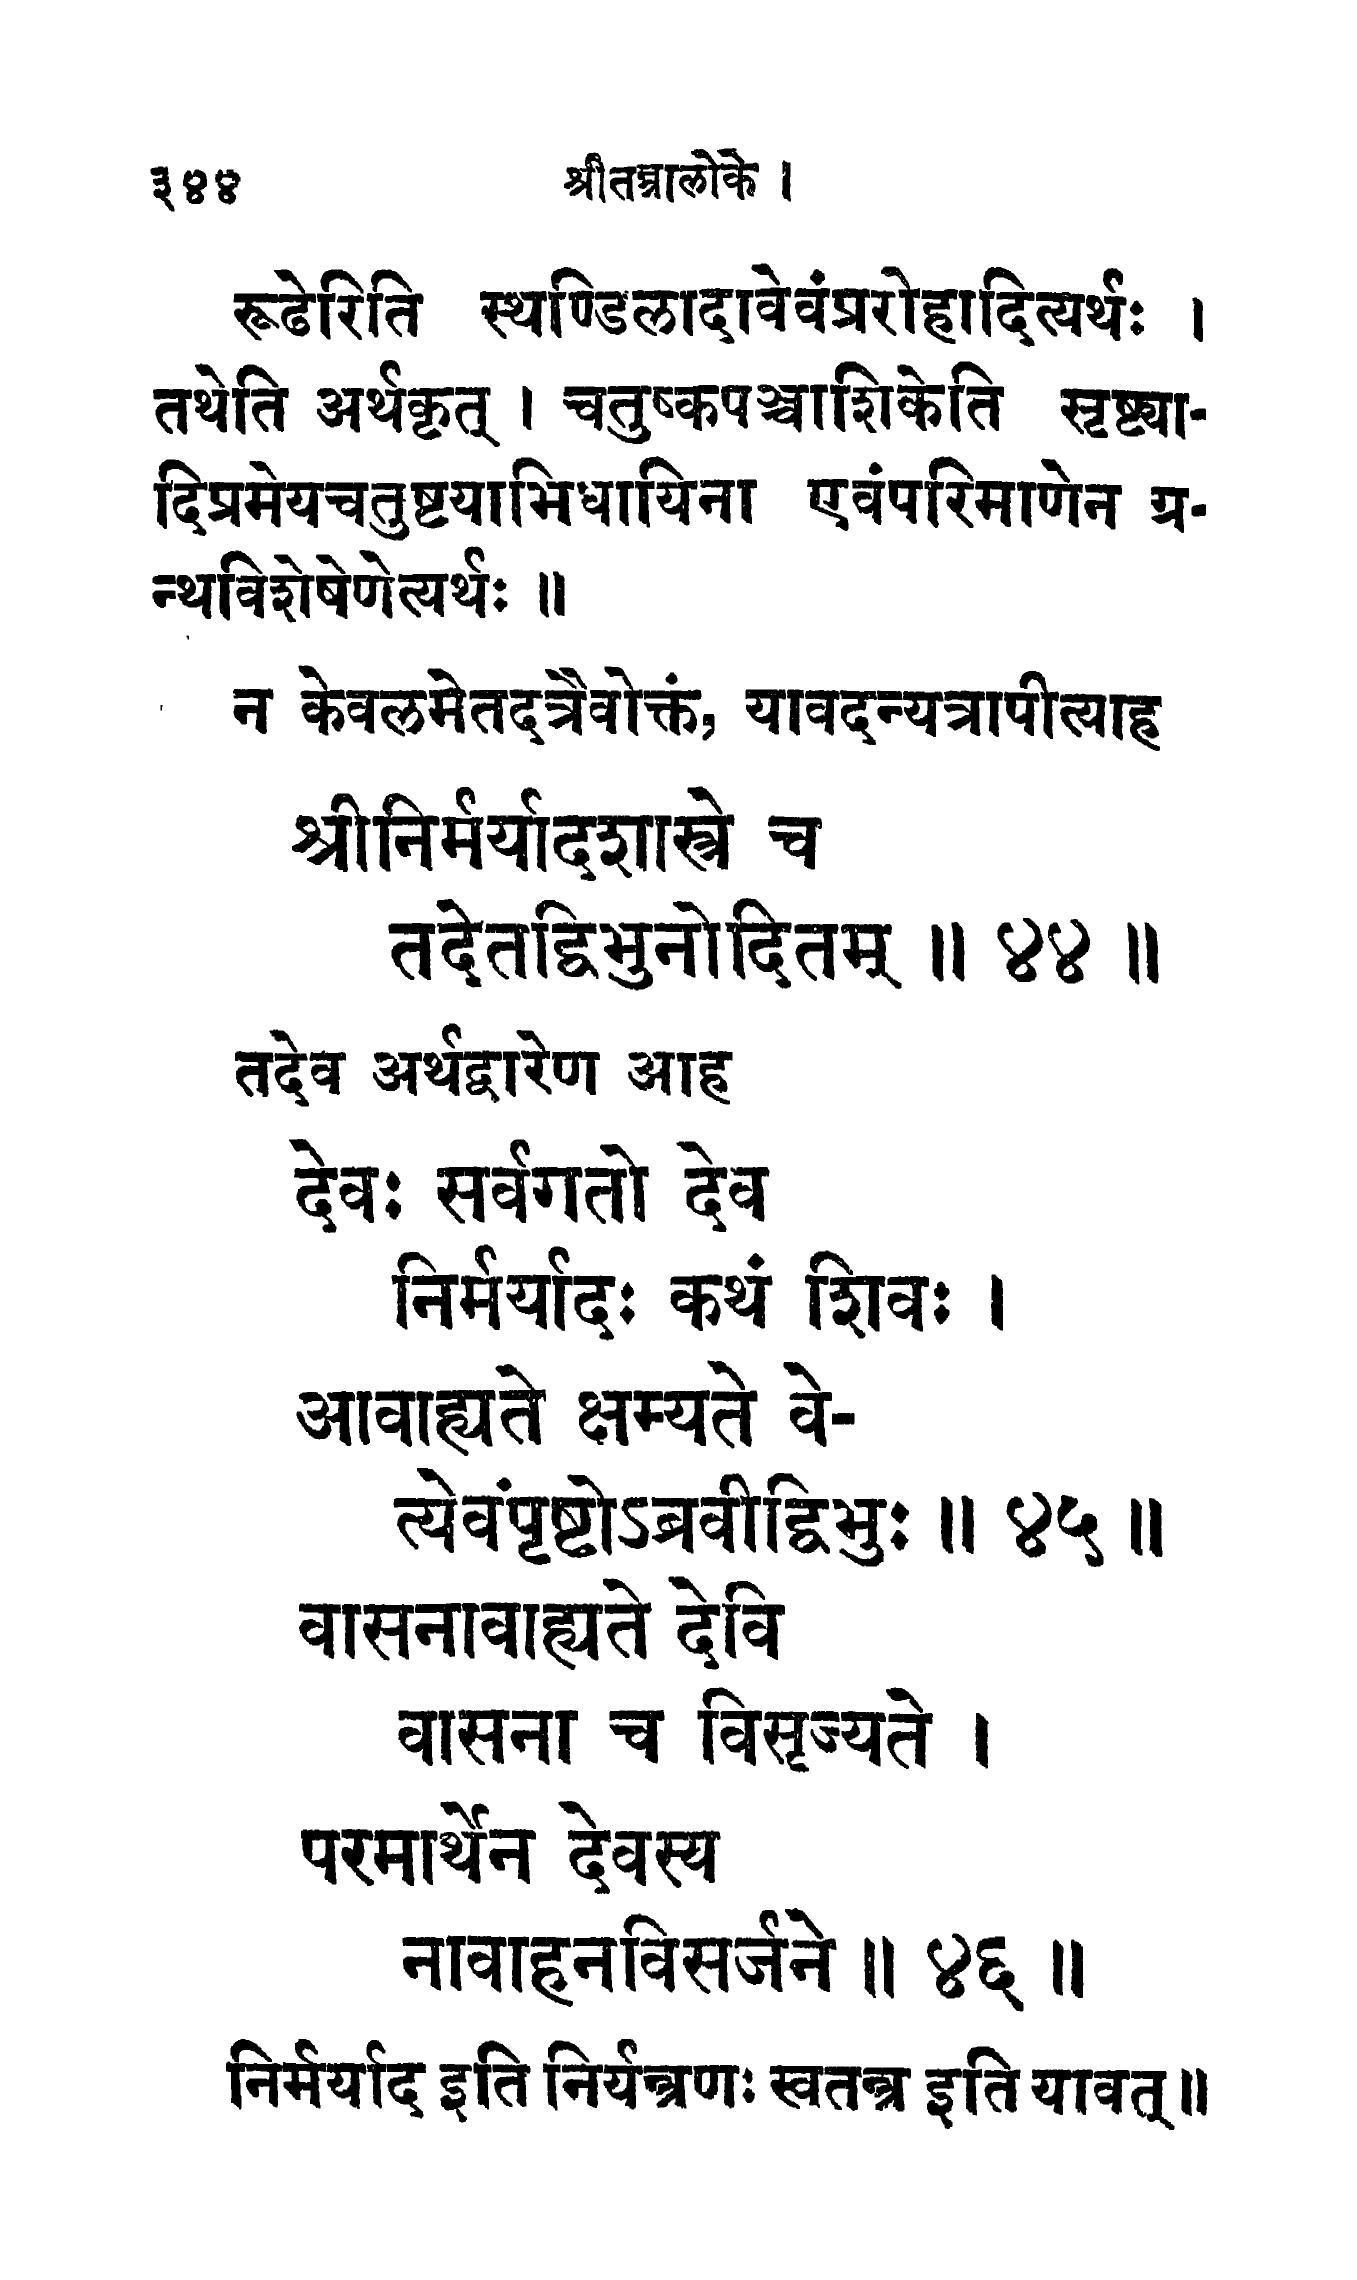 ३४४ श्रीतन्त्रालोके ।
रूढेरिति स्थण्डिलादावेवंप्ररोहादित्यर्थः ।
तथेति अर्थकृत् । चतुष्कपञ्चाशिकेति सृष्ट्या-
दिप्रमेयचतुष्टयाभिधायिना एवंपरिमाणेन ग्र-
न्थविशेषेणेत्यर्थः ॥
न केवलमेतदत्रैवोक्तं, यावदन्यत्रापीत्याह
श्रीनिर्मर्यादशास्त्रे च
तदेतद्विभुनोदितम् ॥ ४४ ॥
तदेव अर्थद्वारेण आह
देवः सर्वगतो देव
निर्मर्यादः कथं शिवः ।
आवाह्यते क्षम्यते वे-
त्येवंपृष्टोऽब्रवीद्विभुः ॥ ४५ ॥
वासनावाह्यते देवि
वासना च विसृज्यते ।
परमार्थेन देवस्य
नावाहनविसर्जने ॥ ४६ ॥
निर्मर्याद इति निर्यन्त्रणः स्वतन्त्र इति यावत् ॥